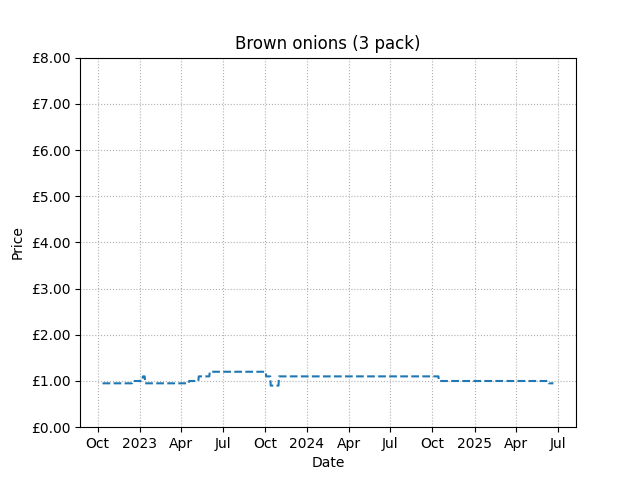 Brown onions (3 pack)
£8.00
£7.00
£6.00
£5.00
£4.00
£3.00
£2.00
£1.00
£0.00
Price
Oct 2023 Apr Jul Oct 2024 Apr Jul Oct 2025 Apr Jul
Date